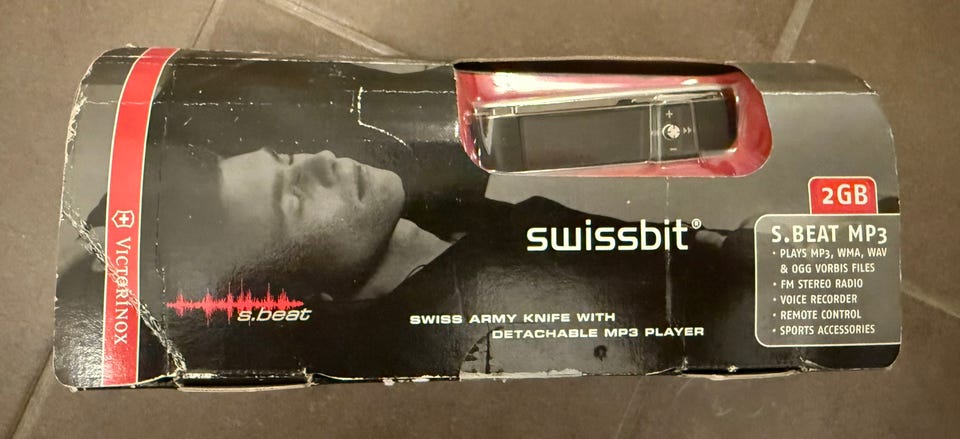 VICTORINOX
s.beat
swissbit®
SWISS ARMY KNIFE WITH
DETACHABLE MP3 PLAYER
2GB
S.BEAT MP3
• PLAYS MP3, WMA, WAV
& OGG VORBIS FILES
• FM STEREO RADIO
• VOICE RECORDER
• REMOTE CONTROL
• SPORTS ACCESSORIES